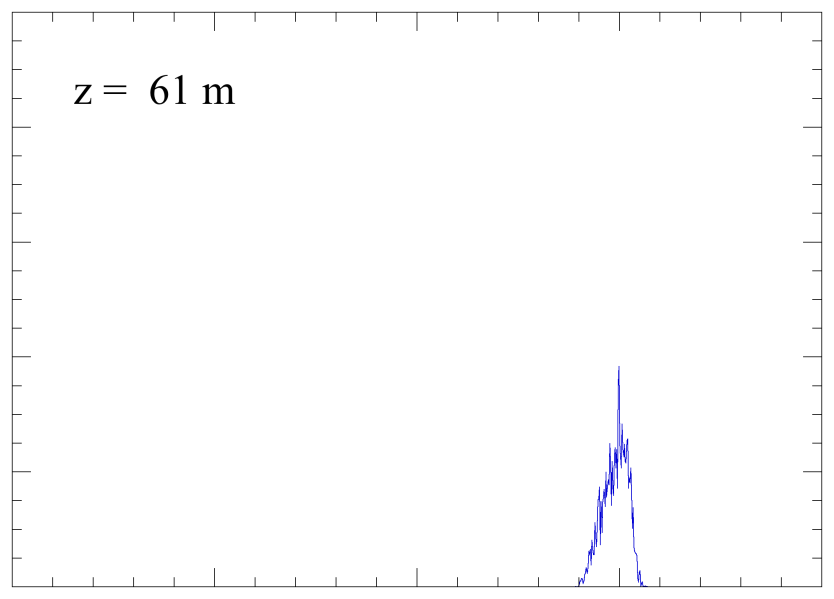 z = 61 m